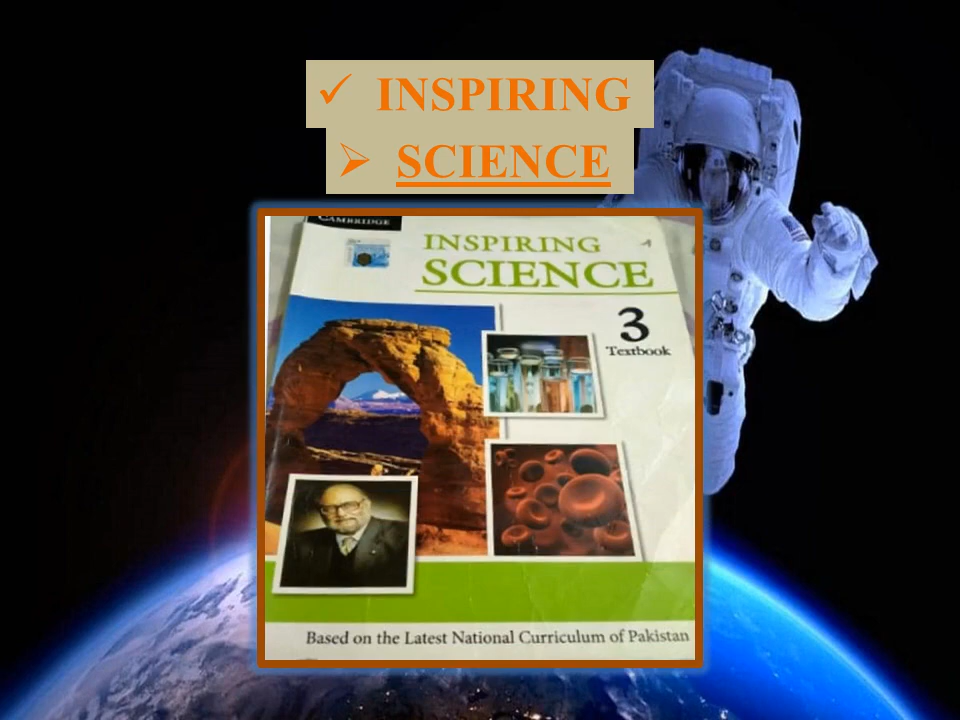 ✓ INSPIRING
➢ SCIENCE
CAMBRIDGE
INSPIRING
SCIENCE
3
Textbook
Based on the Latest National Curriculum of Pakistan